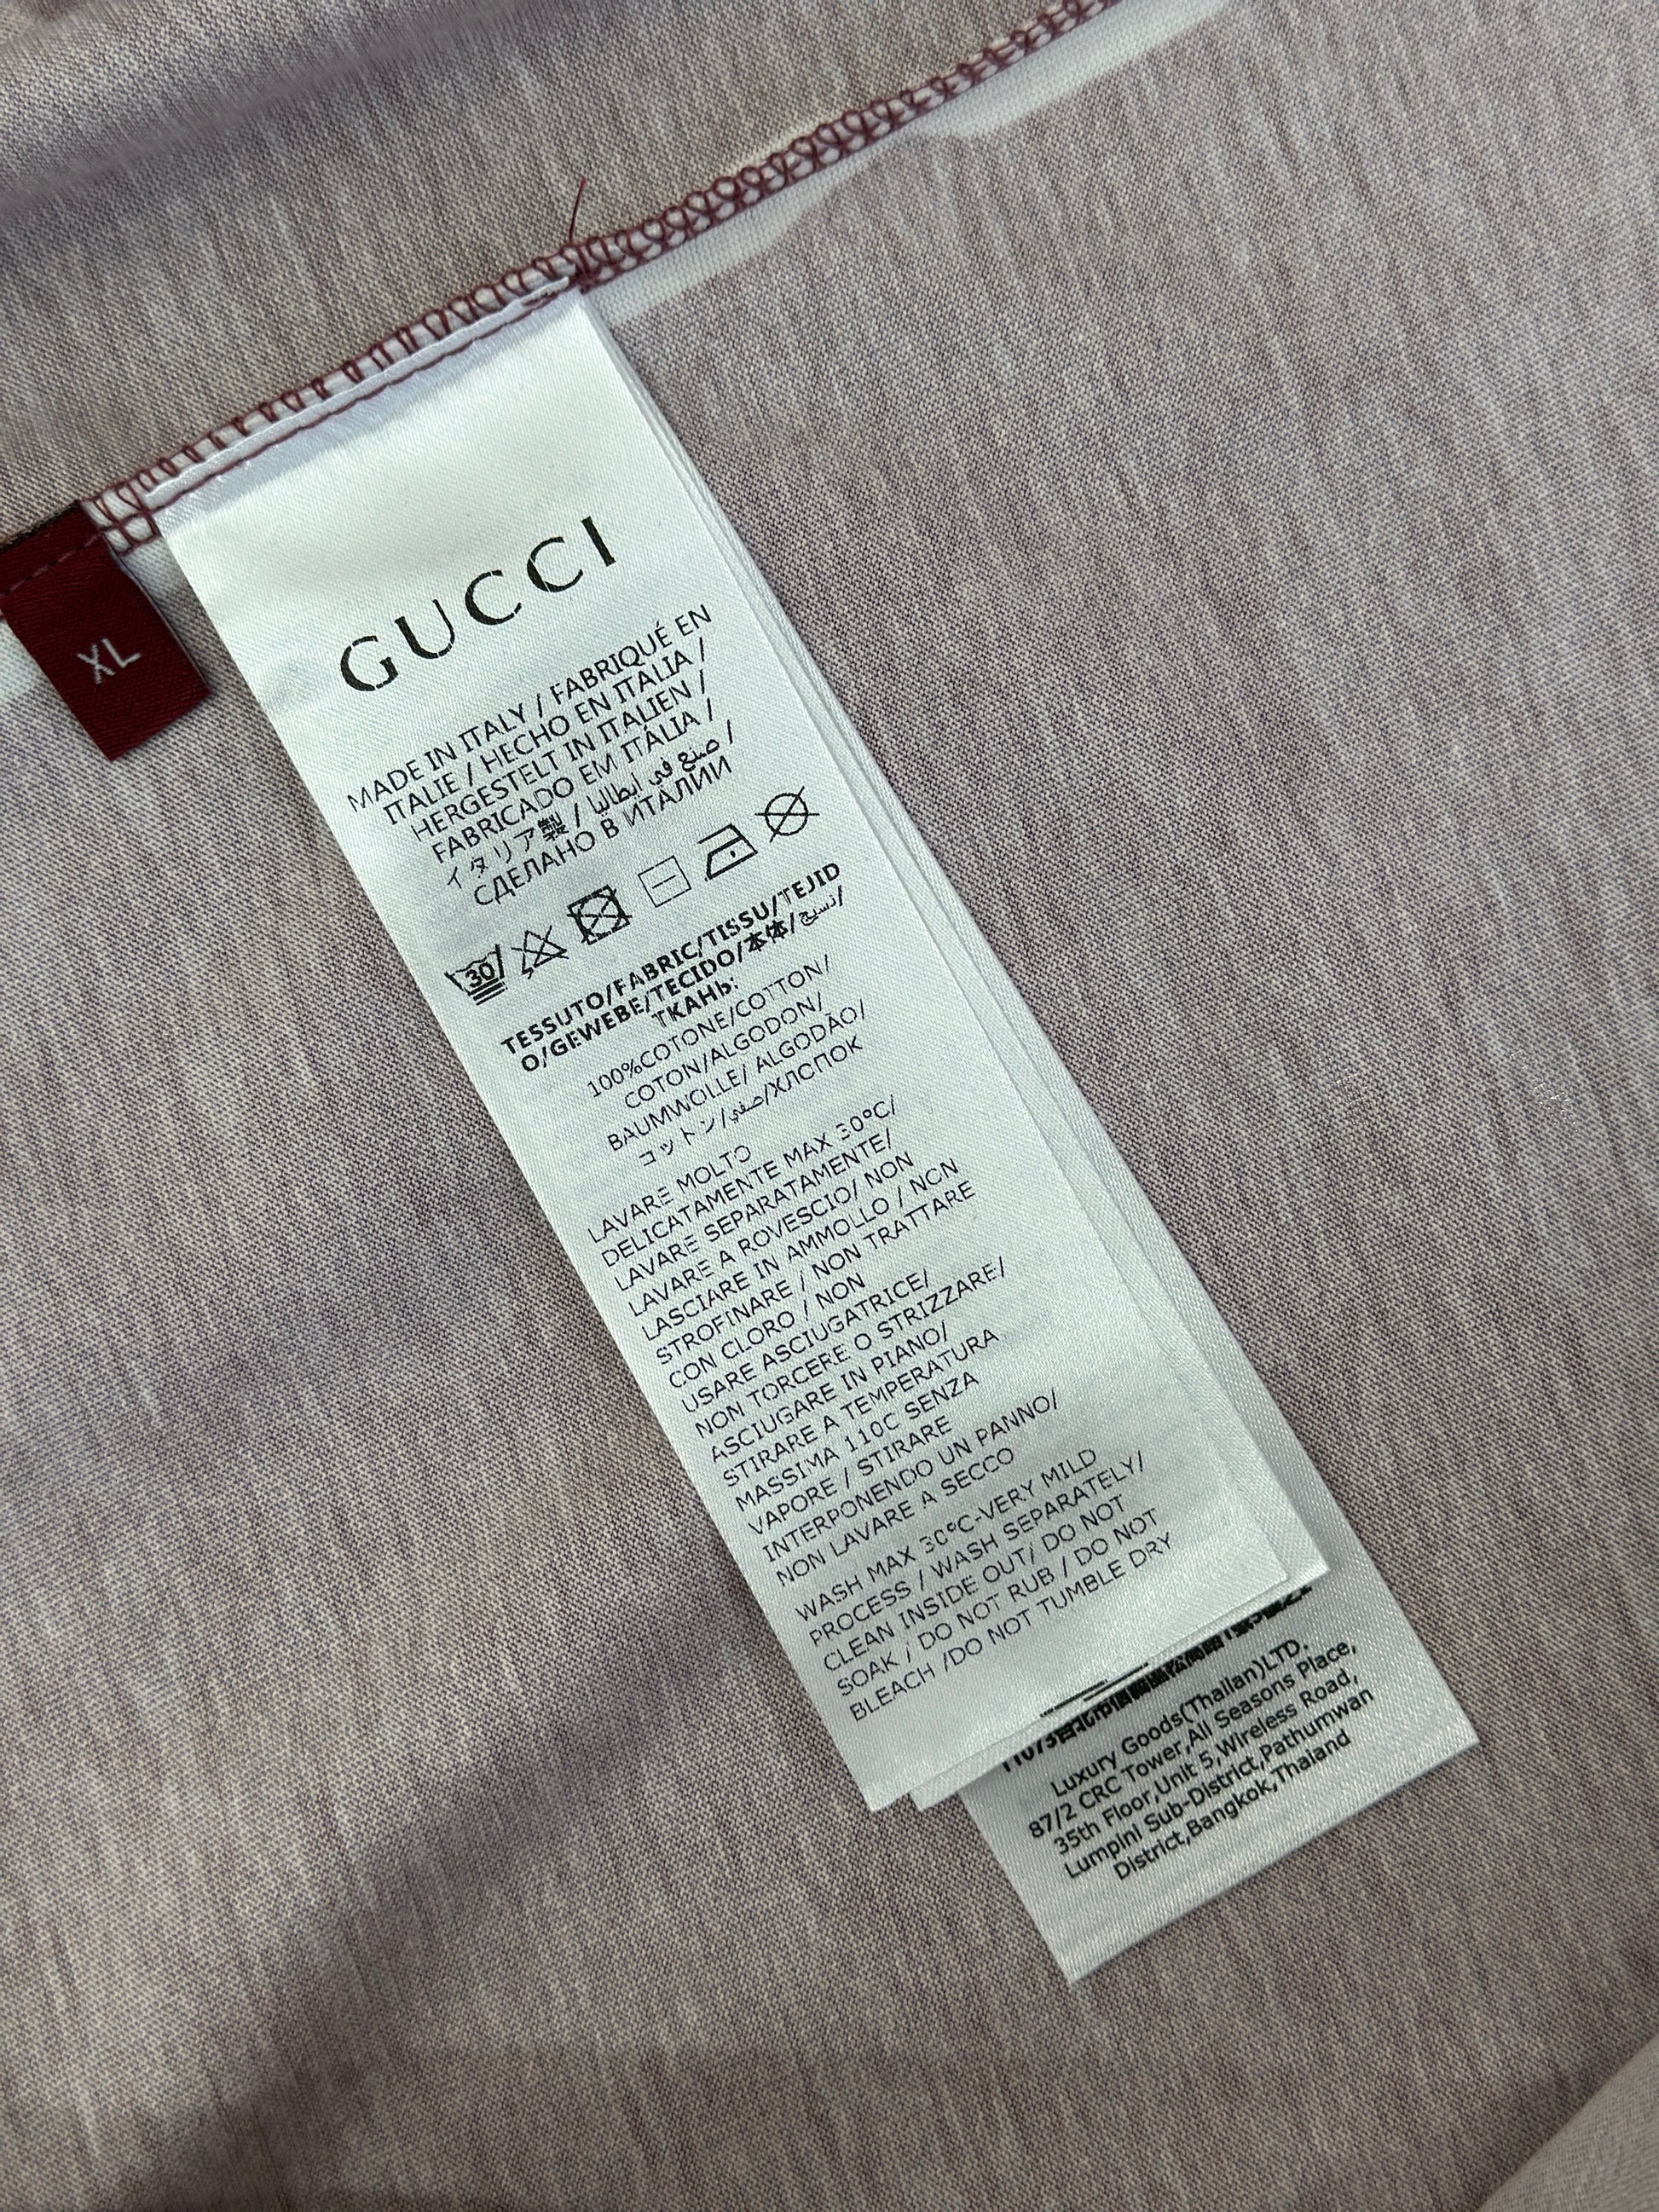 XL
GUCCI
MADE IN ITALY / FABRIQUÉ EN
ITALIE / HECHO EN ITALIA /
HERGESTELT IN ITALIEN /
FABRICADO EM ITALIA /
イタリア製 / صنع في ايطاليا /
СДЕЛАНО В ИТАЛИИ
30
TESSUTO/FABRIC/TISSU/TEJID
O/GEWEBE/TECIDO/本体/نسيج/
ТКАНЬ:
100%COTONE/COTTON/
COTON/ALGODON/
BAUMWOLLE/ ALGODÃO/
コットン/صفي/ХЛОПОК
LAVARE MOLTO
DELICATAMENTE MAX 30°C/
LAVARE SEPARATAMENTE/
LAVARE A ROVESCIO/ NON
LASCIARE IN AMMOLLO / NON
STROFINARE / NON TRATTARE
CON CLORO / NON
USARE ASCIUGATRICE/
NON TORCERE O STRIZZARE/
ASCIUGARE IN PIANO/
STIRARE A TEMPERATURA
MASSIMA 110C SENZA
VAPORE / STIRARE
INTERPONENDO UN PANNO/
NON LAVARE A SECCO
WASH MAX 30°C-VERY MILD
PROCESS / WASH SEPARATELY/
CLEAN INSIDE OUT/ DO NOT
SOAK / DO NOT RUB / DO NOT
BLEACH /DO NOT TUMBLE DRY
Luxury Goods(Thailan)LTD.
87/2 CRC Tower,All Seasons Place,
35th Floor,Unit 5,Wireless Road,
Lumpini Sub-District,Pathumwan
District,Bangkok,Thaiand